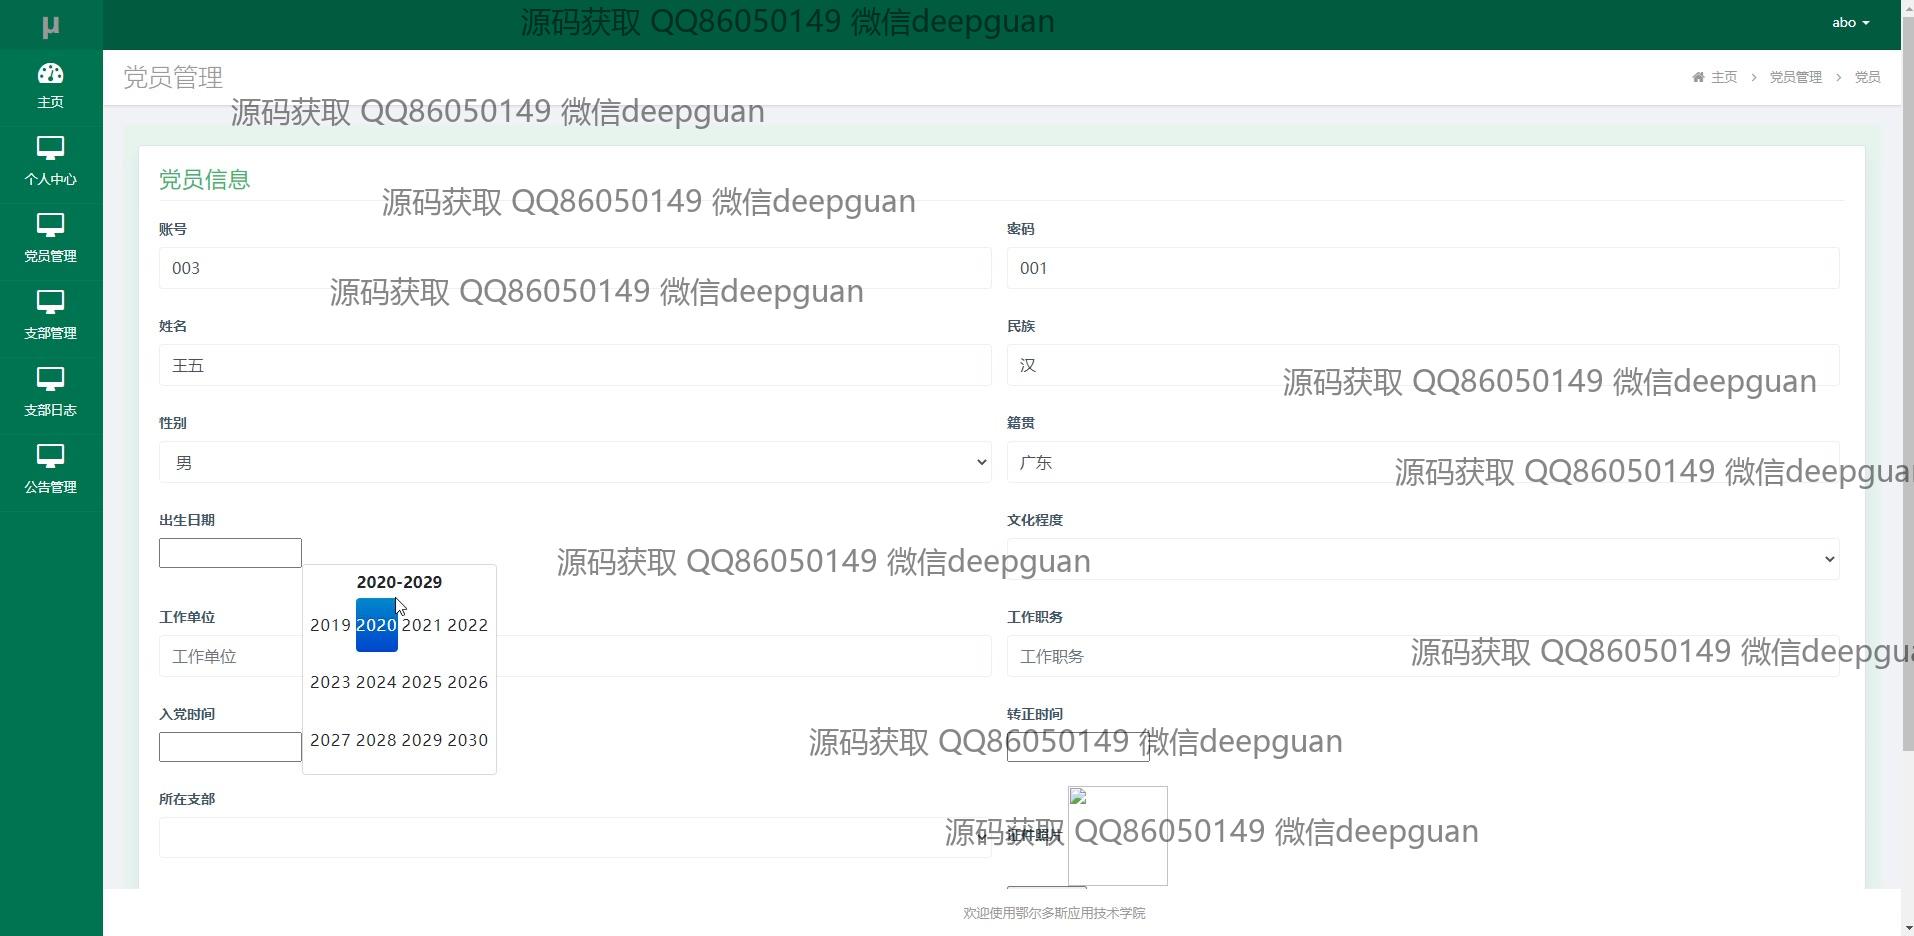 μ
源码获取 QQ86050149 微信deepguan
abo
主页
个人中心
党员管理
支部管理
支部日志
公告管理
党员管理
主页 > 党员管理 > 党员
源码获取 QQ86050149 微信deepguan
党员信息
源码获取 QQ86050149 微信deepguan
账号
密码
003
001
源码获取 QQ86050149 微信deepguan
姓名
民族
王五
汉
源码获取 QQ86050149 微信deepguan
性别
籍贯
男
广东
源码获取 QQ86050149 微信deepguan
出生日期
文化程度
源码获取 QQ86050149 微信deepguan
2020-2029
2019 2020 2021 2022
2023 2024 2025 2026
2027 2028 2029 2030
工作单位
工作职务
工作单位
工作职务
源码获取 QQ86050149 微信deepgua
入党时间
转正时间
源码获取 QQ86050149 微信deepguan
所在支部
证件照片
源码获取 QQ86050149 微信deepguan
欢迎使用鄂尔多斯应用技术学院